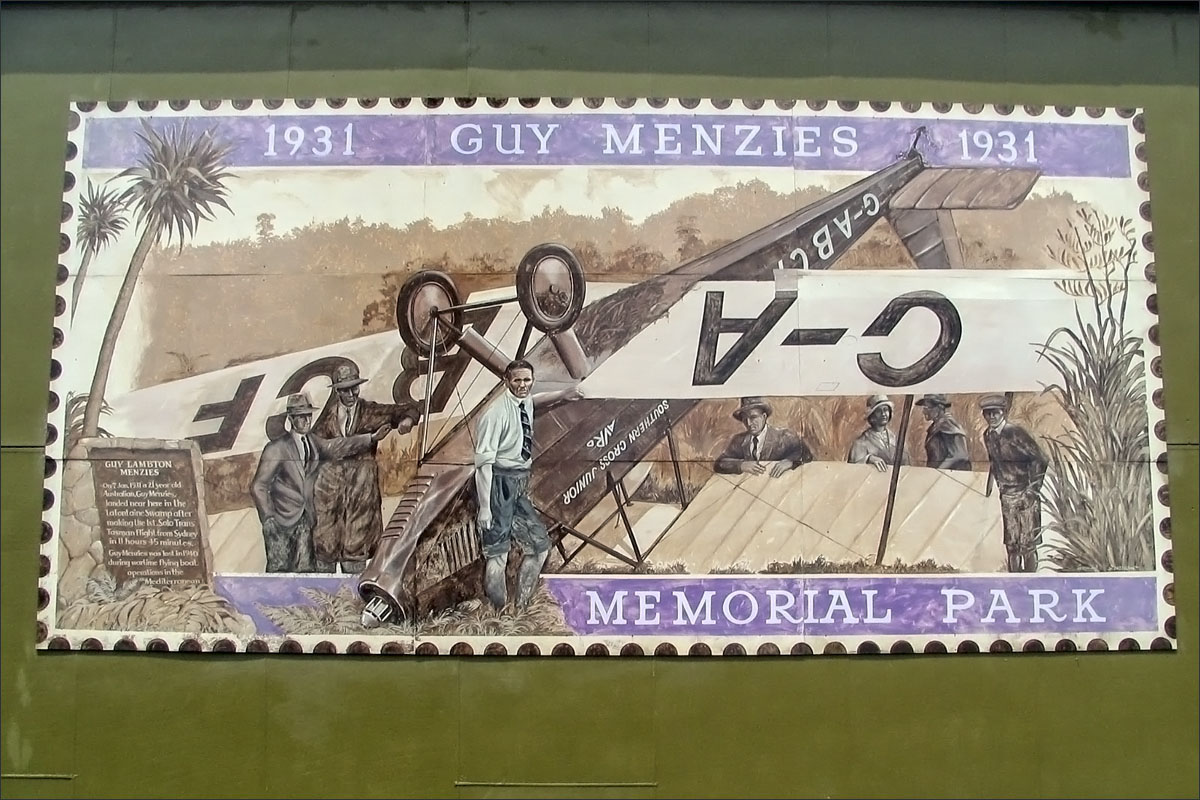 1931 GUY MENZIES 1931
G-ABCF
G-A
BCF
SOUTHERN CROSS JUNIOR
AVRO
GUY LAMBTON
MENZIES
On 7 Jan. 1931 a 21 year old
Australian, Guy Menzies,
landed near here in the
LaFontaine Swamp after
making the 1st. Solo Trans
Tasman Flight from Sydney
in 11 hours 45 minutes.
Guy Menzies was lost in 1940
during wartime flying boat
operations in the
Mediterranean
MEMORIAL PARK